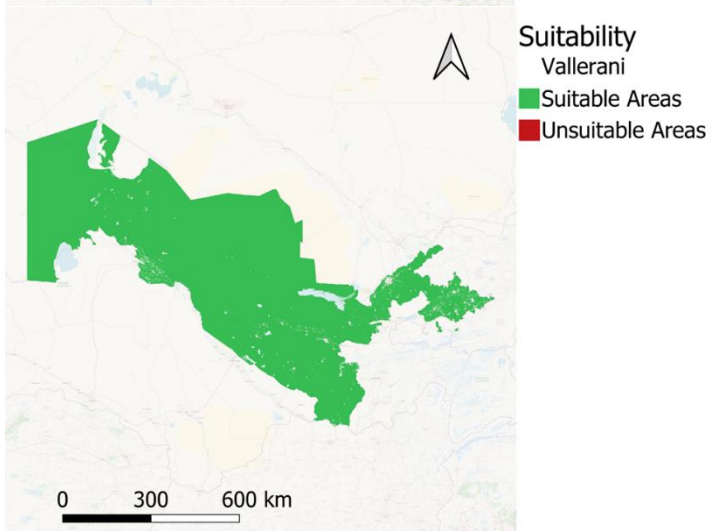 Suitability
Vallerani
Suitable Areas
Unsuitable Areas
0 300 600 km